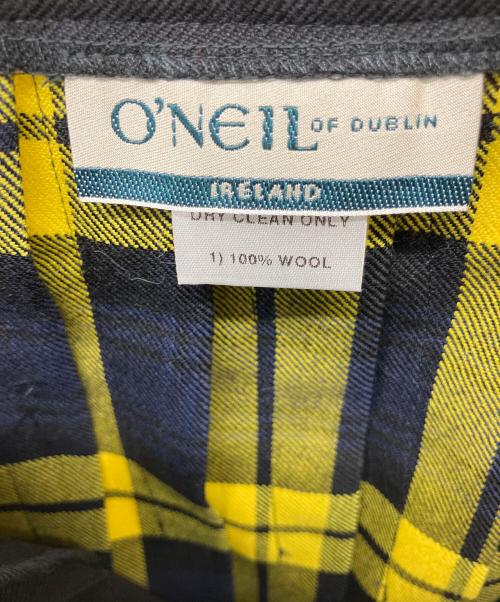 O'NEIL OF DUBLIN
IRELAND
DRY CLEAN ONLY
1) 100% WOOL